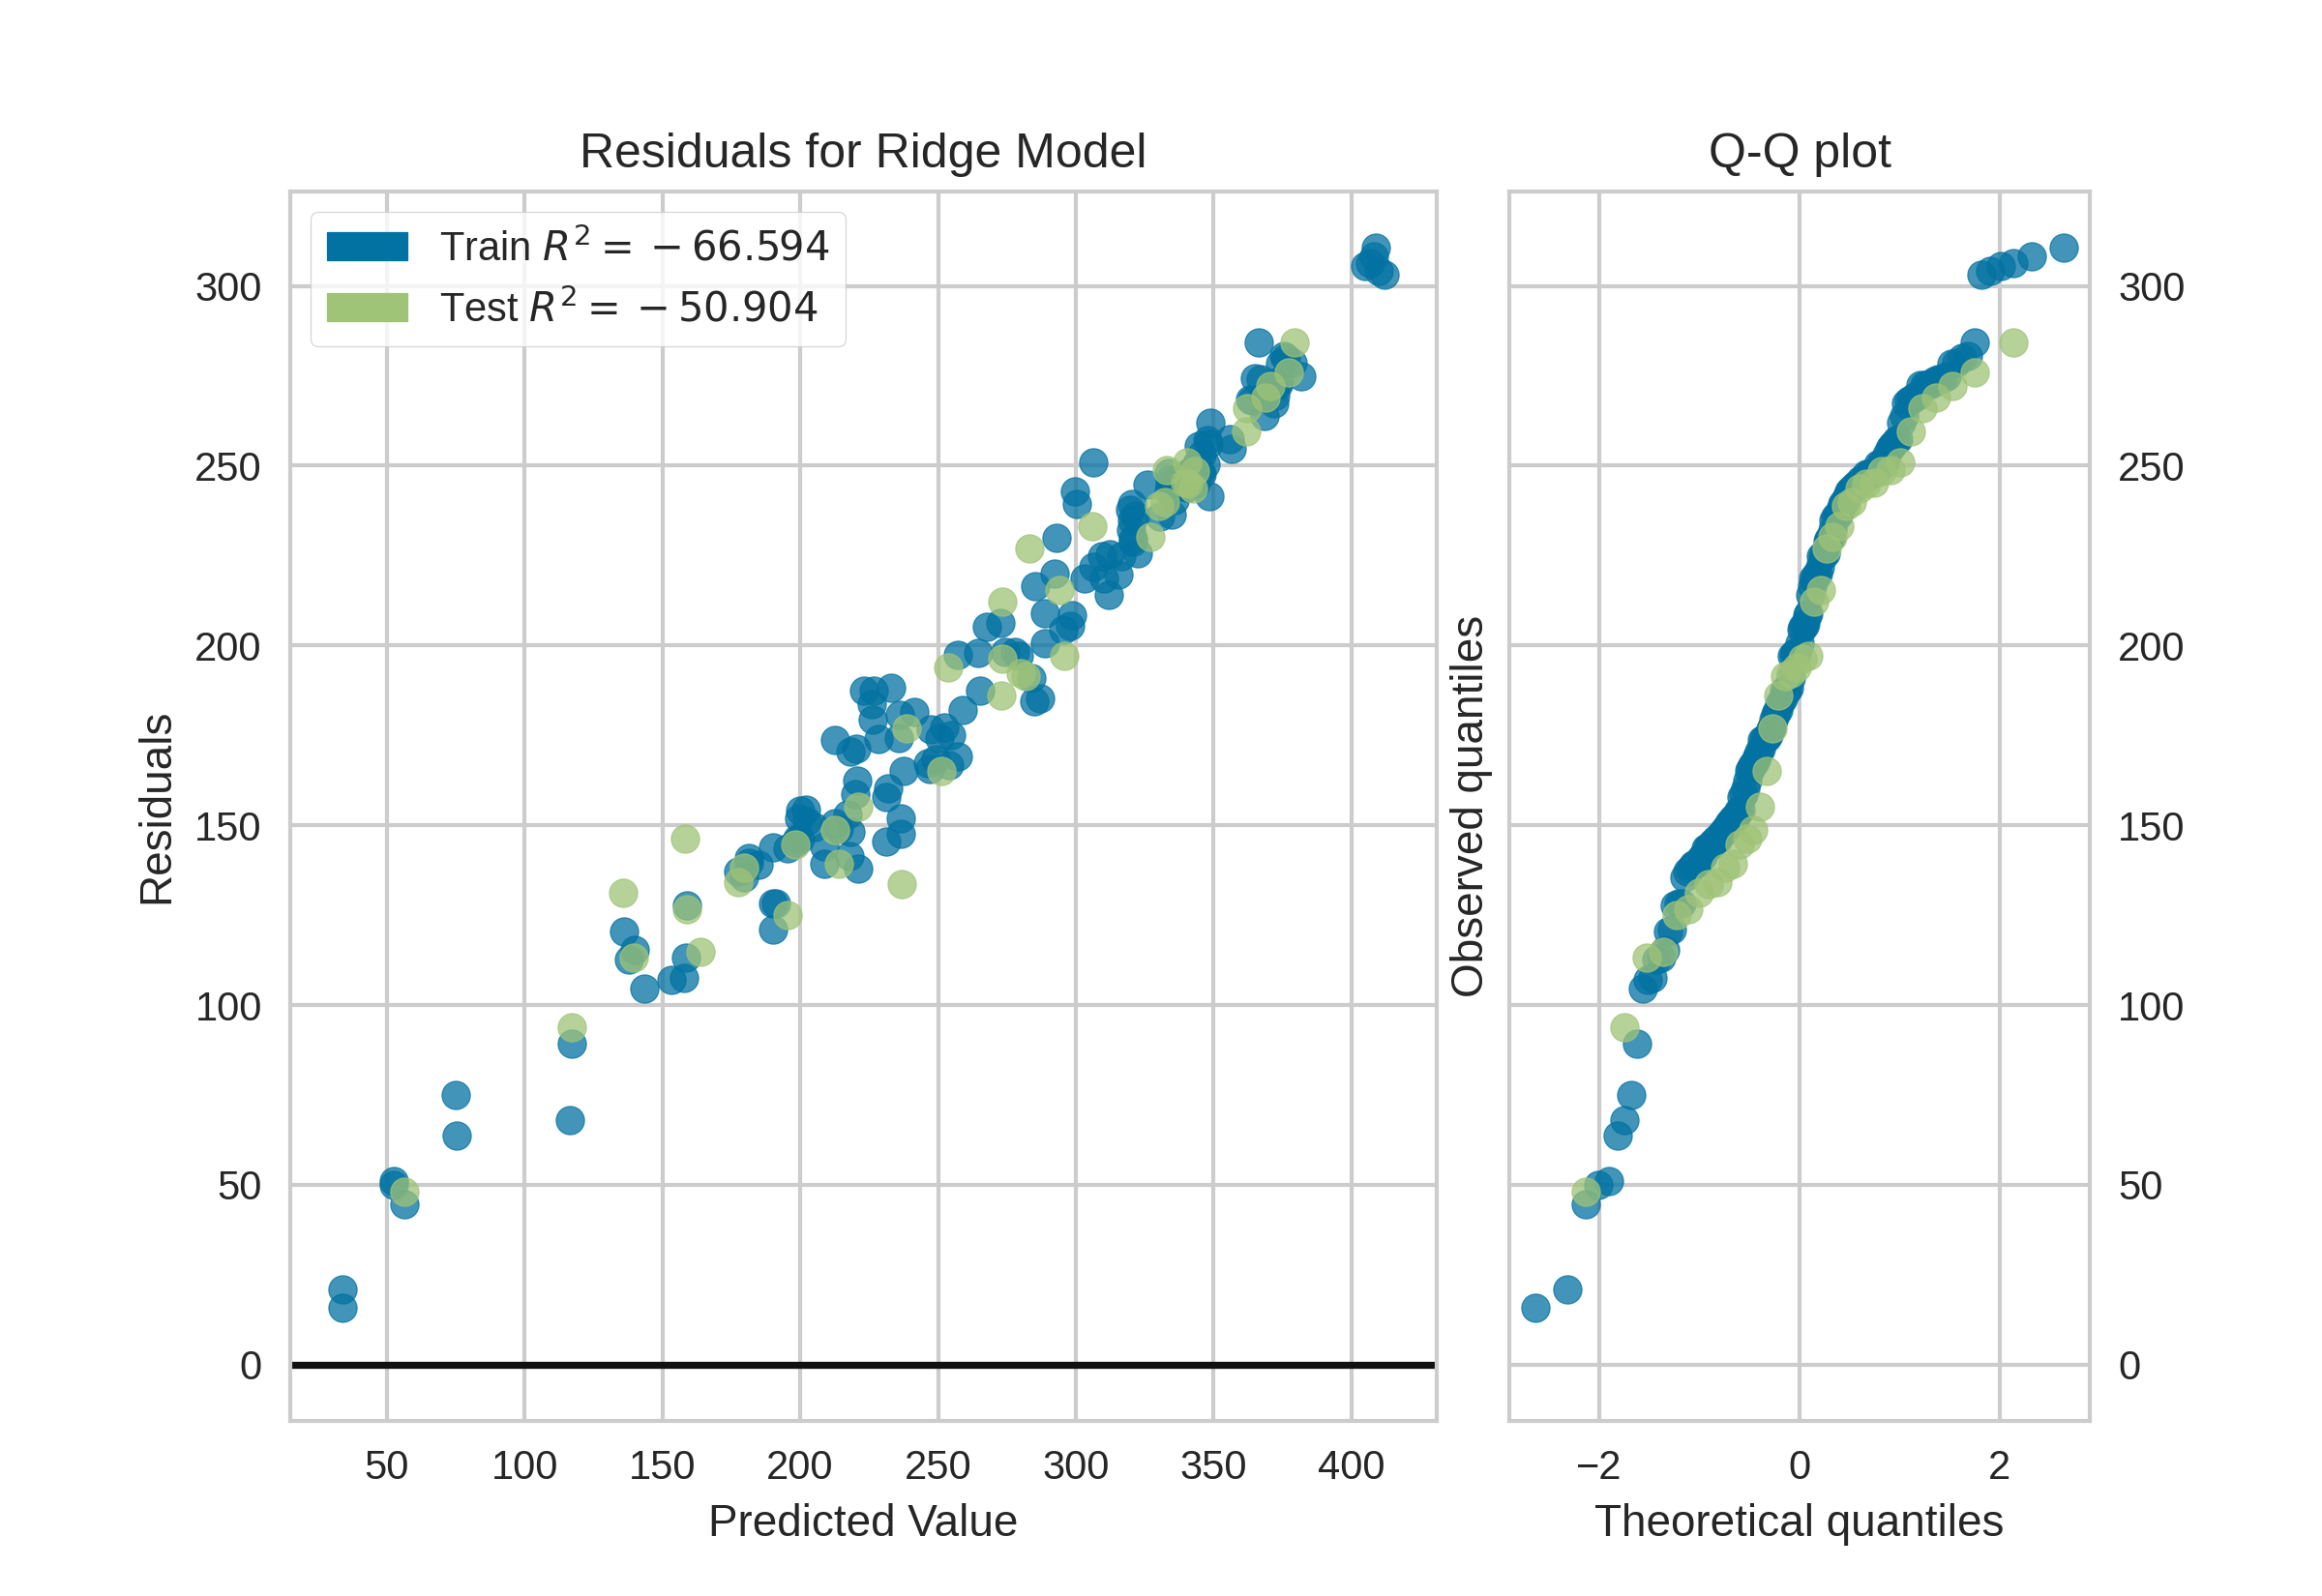 Residuals for Ridge Model
Q-Q plot
Train R² = −66.594
Test R² = −50.904
300
250
200
150
100
50
0
Residuals
50 100 150 200 250 300 350 400
Predicted Value
Observed quantiles
300
250
200
150
100
50
0
−2 0 2
Theoretical quantiles